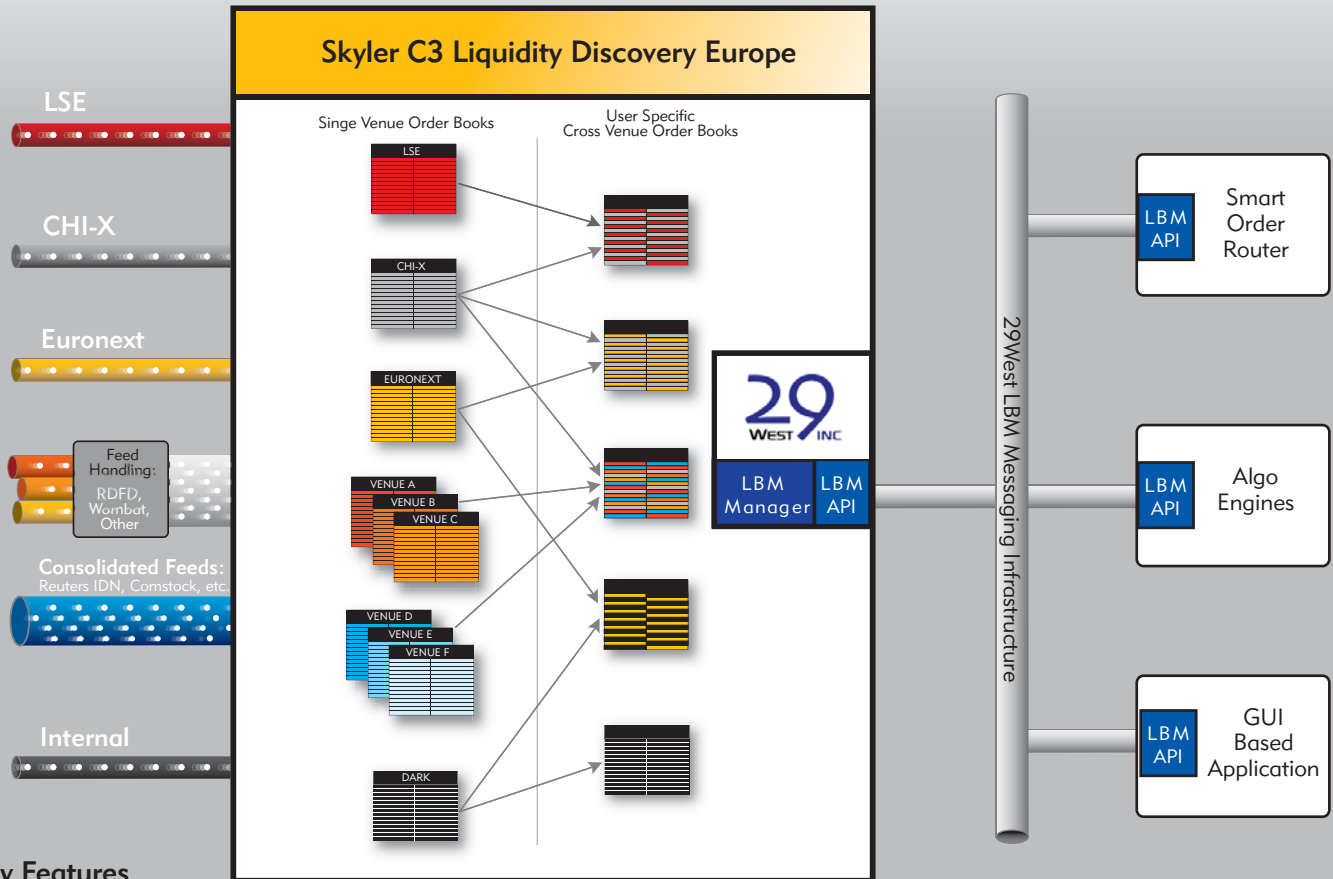 Skyler C3 Liquidity Discovery Europe
LSE
CHI-X
Euronext
Feed
Handling:
RDFD,
Wombat,
Other
Consolidated Feeds:
Reuters IDN, Comstock, etc.
Internal
Singe Venue Order Books
User Specific
Cross Venue Order Books
LSE
CHI-X
EURONEXT
VENUE A
VENUE B
VENUE C
VENUE D
VENUE E
VENUE F
DARK
29
WEST INC
LBM
Manager
LBM
API
29West LBM Messaging Infrastructure
LBM
API
Smart
Order
Router
LBM
API
Algo
Engines
LBM
API
GUI
Based
Application
y Features